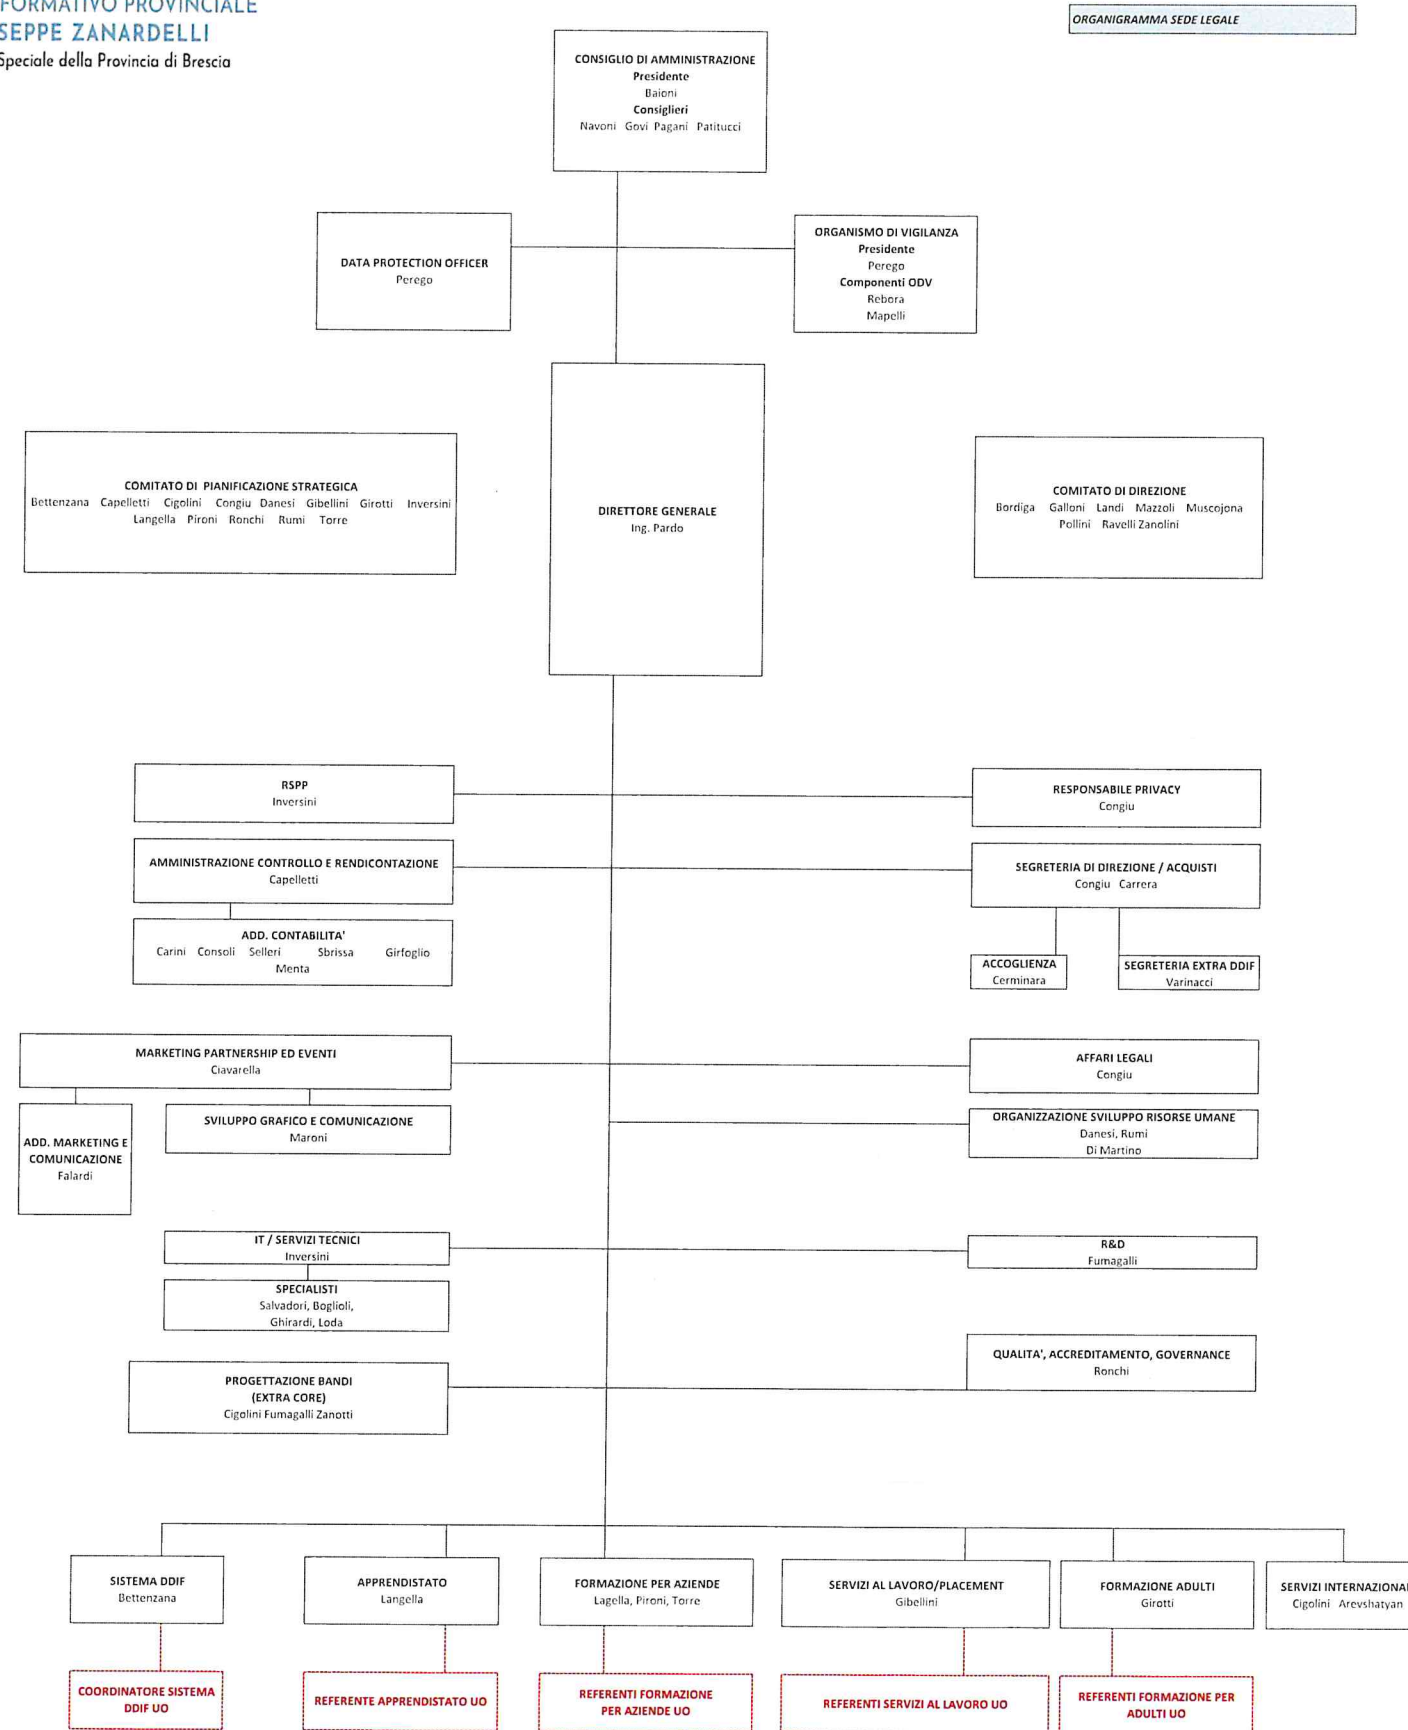 FORMATIVO PROVINCIALE
SEPPE ZANARDELLI
Speciale della Provincia di Brescia
ORGANIGRAMMA SEDE LEGALE
CONSIGLIO DI AMMINISTRAZIONE
Presidente
Baioni
Consiglieri
Navoni Govi Pagani Patitucci
DATA PROTECTION OFFICER
Perego
ORGANISMO DI VIGILANZA
Presidente
Perego
Componenti ODV
Rebora
Mapelli
COMITATO DI PIANIFICAZIONE STRATEGICA
Bettenzana Capelletti Cigolini Congiu Danesi Gibellini Girotti Inversini
Langella Pironi Ronchi Rumi Torre
DIRETTORE GENERALE
Ing. Pardo
COMITATO DI DIREZIONE
Bordiga Galloni Landi Mazzoli Muscojona
Pollini Ravelli Zanolini
RSPP
Inversini
RESPONSABILE PRIVACY
Congiu
AMMINISTRAZIONE CONTROLLO E RENDICONTAZIONE
Capelletti
SEGRETERIA DI DIREZIONE / ACQUISTI
Congiu Carrera
ADD. CONTABILITA'
Carini Consoli Selleri Sbrissa Girfoglio
Menta
ACCOGLIENZA
Cerminara
SEGRETERIA EXTRA DDIF
Varinacci
MARKETING PARTNERSHIP ED EVENTI
Ciavarella
AFFARI LEGALI
Congiu
ADD. MARKETING E
COMUNICAZIONE
Falardi
SVILUPPO GRAFICO E COMUNICAZIONE
Maroni
ORGANIZZAZIONE SVILUPPO RISORSE UMANE
Danesi, Rumi
Di Martino
IT / SERVIZI TECNICI
Inversini
R&D
Fumagalli
SPECIALISTI
Salvadori, Boglioli,
Ghirardi, Loda
QUALITA', ACCREDITAMENTO, GOVERNANCE
Ronchi
PROGETTAZIONE BANDI
(EXTRA CORE)
Cigolini Fumagalli Zanotti
SISTEMA DDIF
Bettenzana
APPRENDISTATO
Langella
FORMAZIONE PER AZIENDE
Lagella, Pironi, Torre
SERVIZI AL LAVORO/PLACEMENT
Gibellini
FORMAZIONE ADULTI
Girotti
SERVIZI INTERNAZIONAL
Cigolini Arevshatyan
COORDINATORE SISTEMA
DDIF UO
REFERENTE APPRENDISTATO UO
REFERENTI FORMAZIONE
PER AZIENDE UO
REFERENTI SERVIZI AL LAVORO UO
REFERENTI FORMAZIONE PER
ADULTI UO